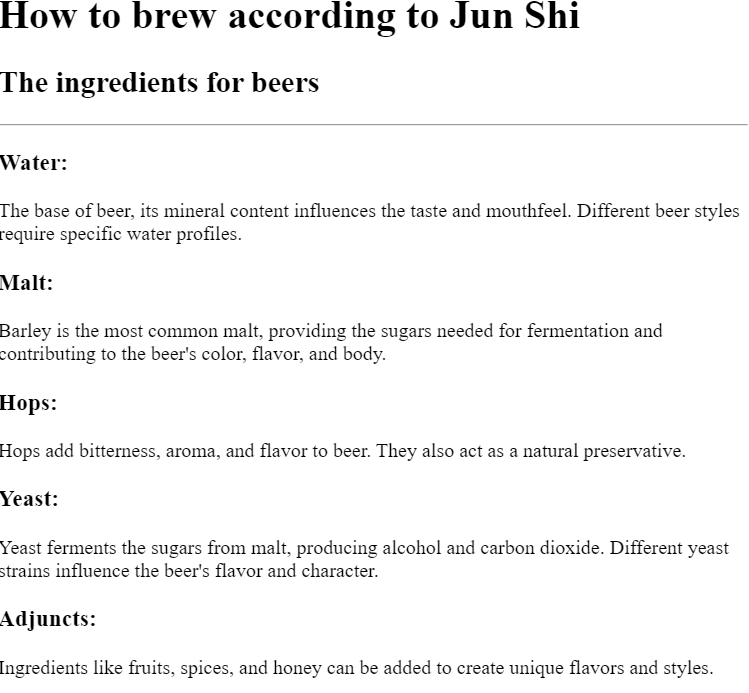 How to brew according to Jun Shi
The ingredients for beers
Water:
The base of beer, its mineral content influences the taste and mouthfeel. Different beer styles
require specific water profiles.
Malt:
Barley is the most common malt, providing the sugars needed for fermentation and
contributing to the beer's color, flavor, and body.
Hops:
Hops add bitterness, aroma, and flavor to beer. They also act as a natural preservative.
Yeast:
Yeast ferments the sugars from malt, producing alcohol and carbon dioxide. Different yeast
strains influence the beer's flavor and character.
Adjuncts:
Ingredients like fruits, spices, and honey can be added to create unique flavors and styles.